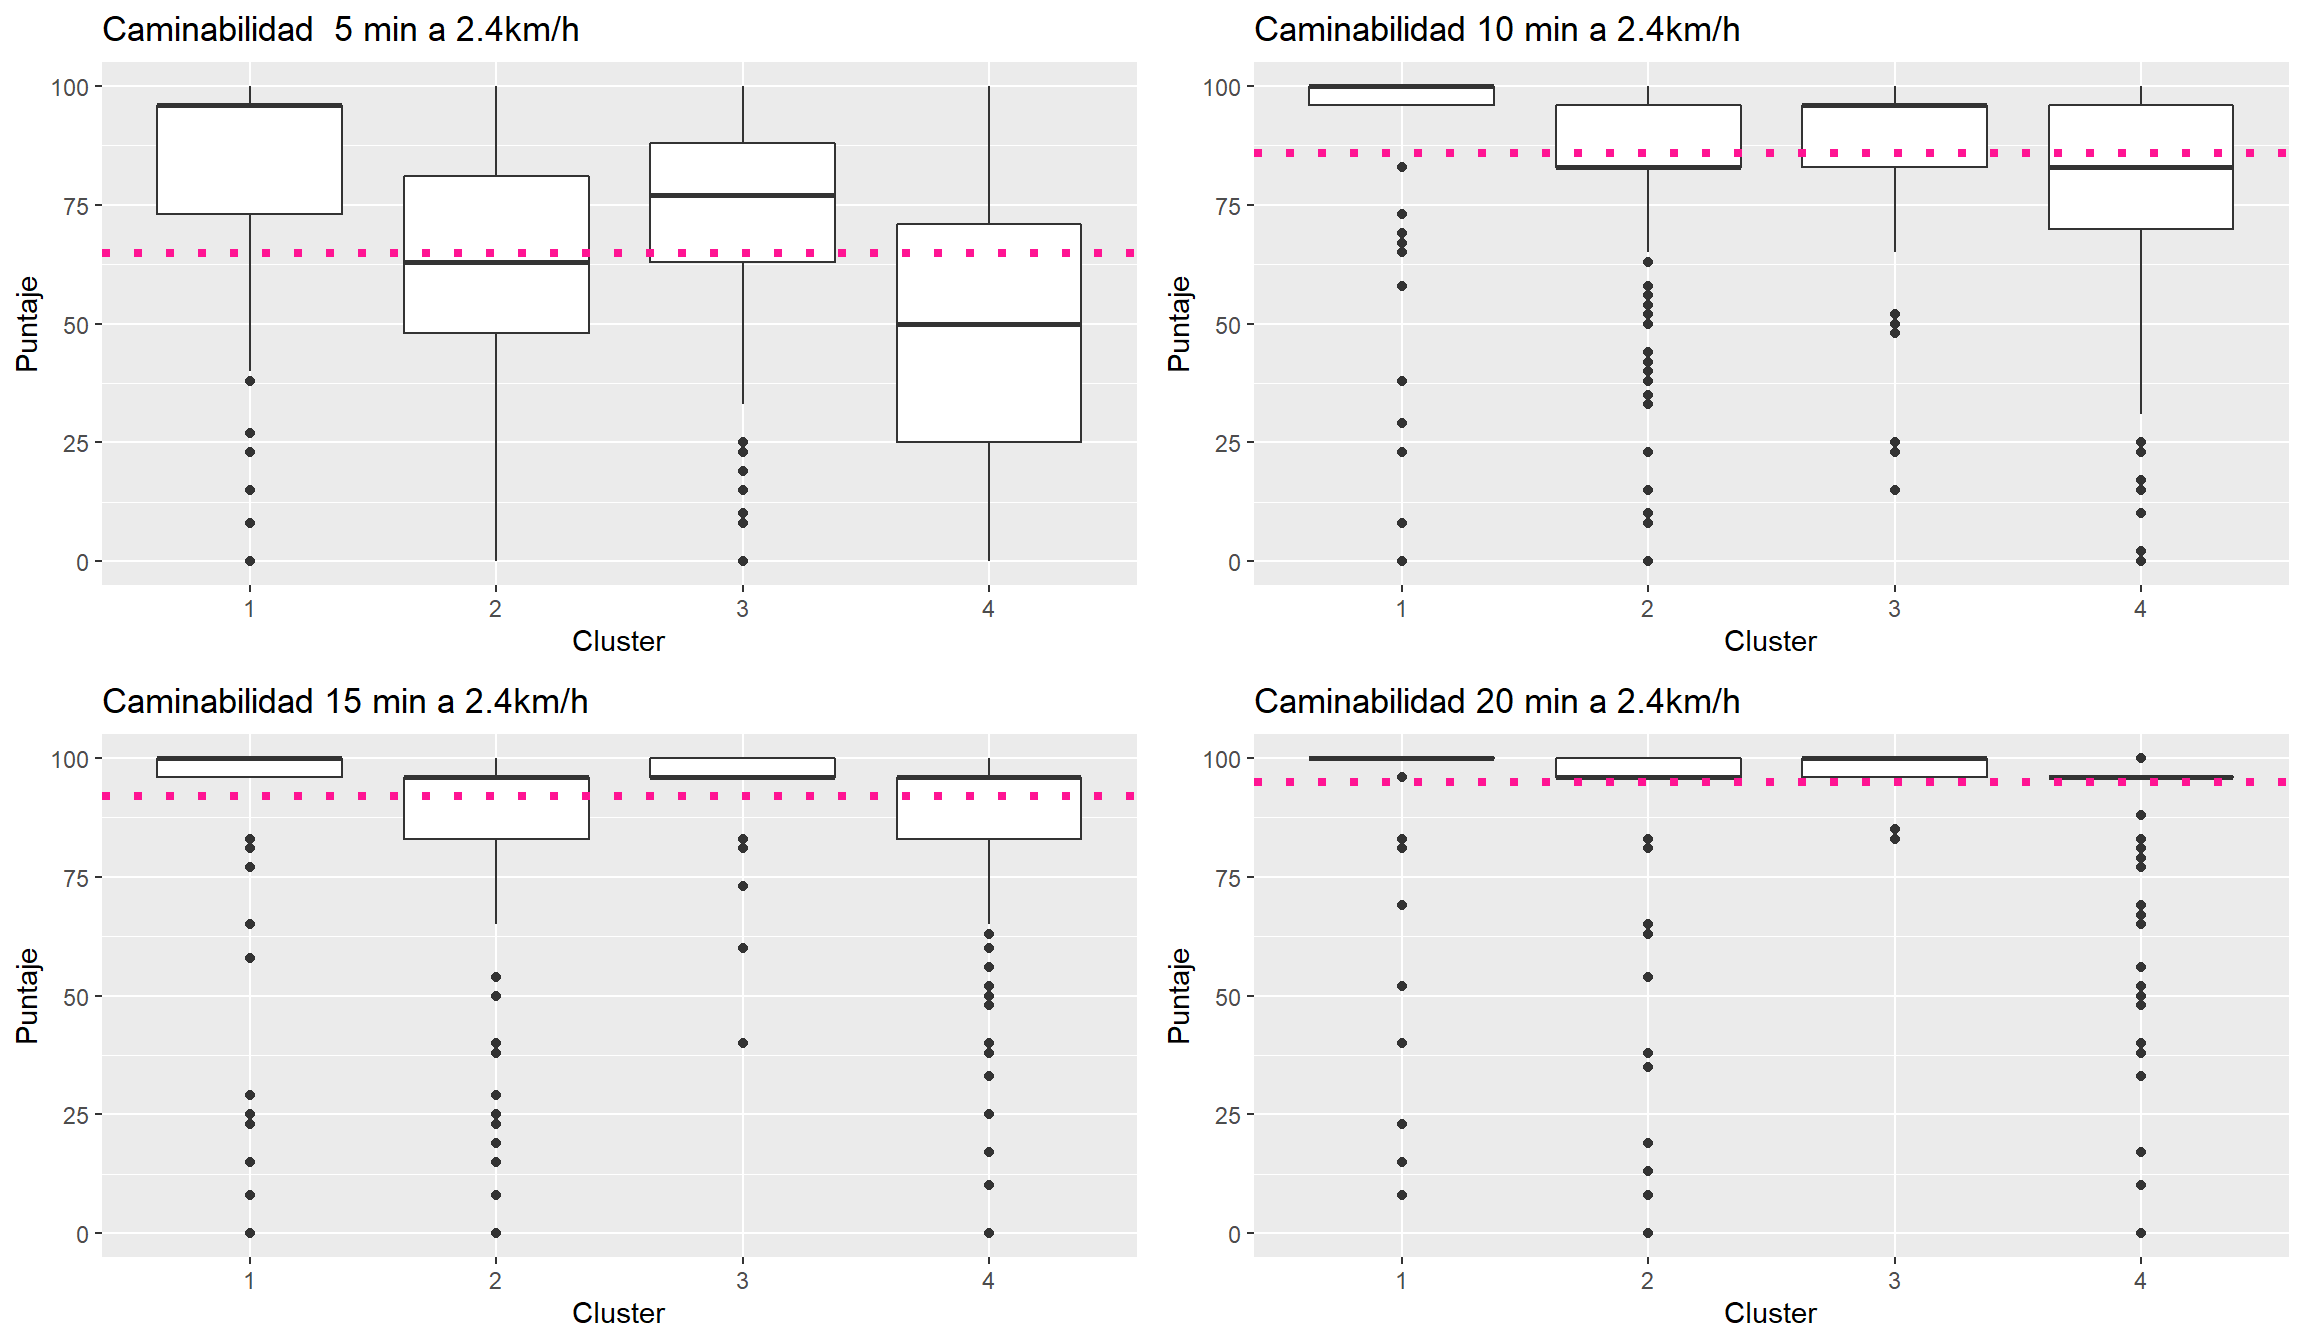 Caminabilidad  5 min a 2.4km/h
Puntaje
100
75
50
25
0
1 2 3 4
Cluster
Caminabilidad 10 min a 2.4km/h
Puntaje
100
75
50
25
0
1 2 3 4
Cluster
Caminabilidad 15 min a 2.4km/h
Puntaje
100
75
50
25
0
1 2 3 4
Cluster
Caminabilidad 20 min a 2.4km/h
Puntaje
100
75
50
25
0
1 2 3 4
Cluster